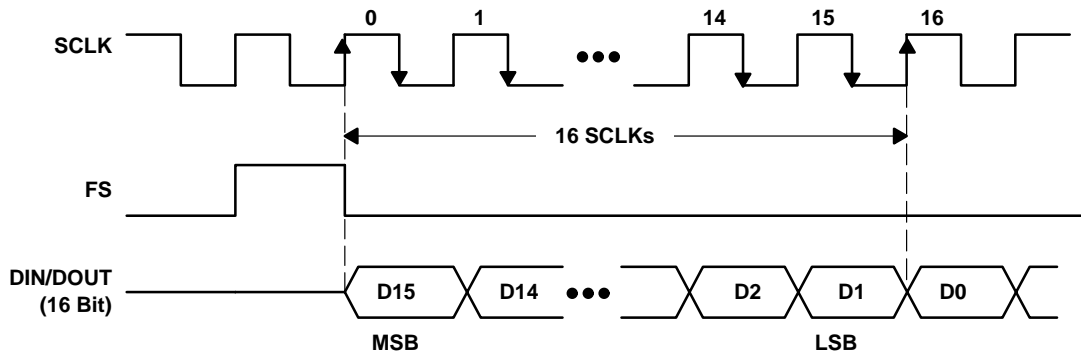 0 1 14 15 16
SCLK
16 SCLKs
FS
DIN/DOUT
(16 Bit)
D15 D14 D2 D1 D0
MSB LSB